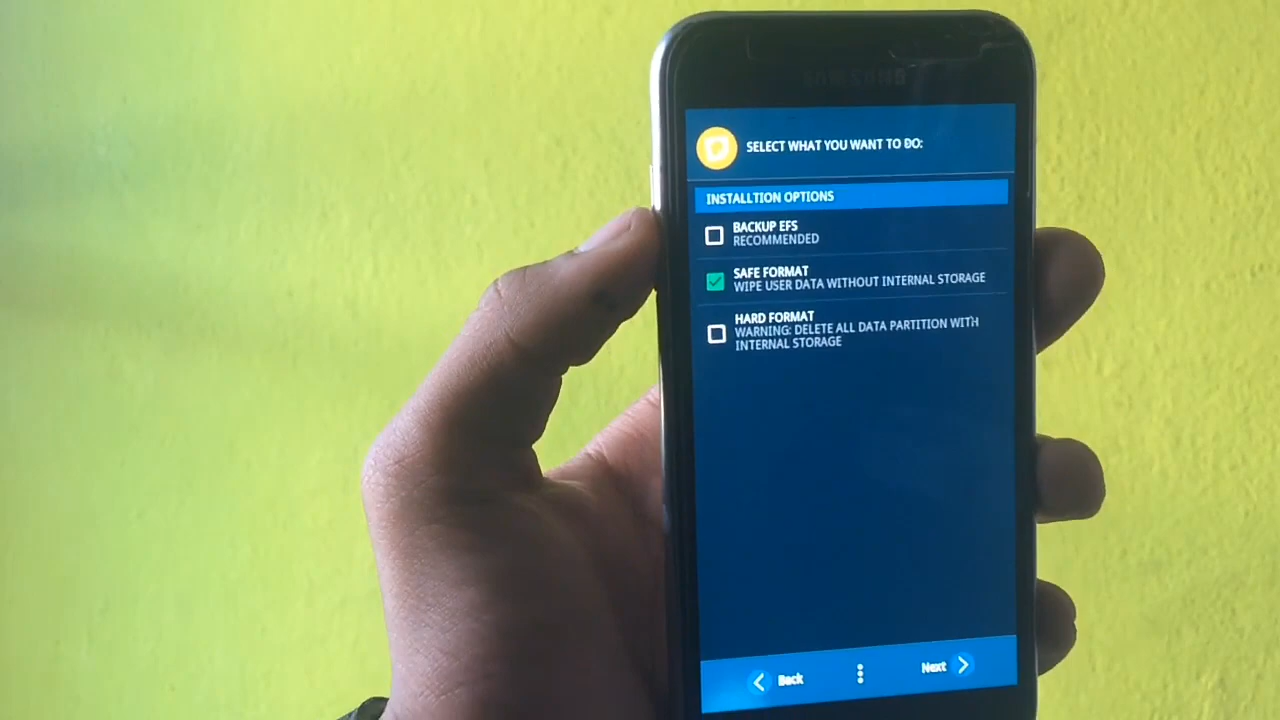 SAMSUNG
SELECT WHAT YOU WANT TO DO:
INSTALLTION OPTIONS
BACKUP EFS
RECOMMENDED
SAFE FORMAT
WIPE USER DATA WITHOUT INTERNAL STORAGE
HARD FORMAT
WARNING: DELETE ALL DATA PARTITION WITH
INTERNAL STORAGE
Back
Next